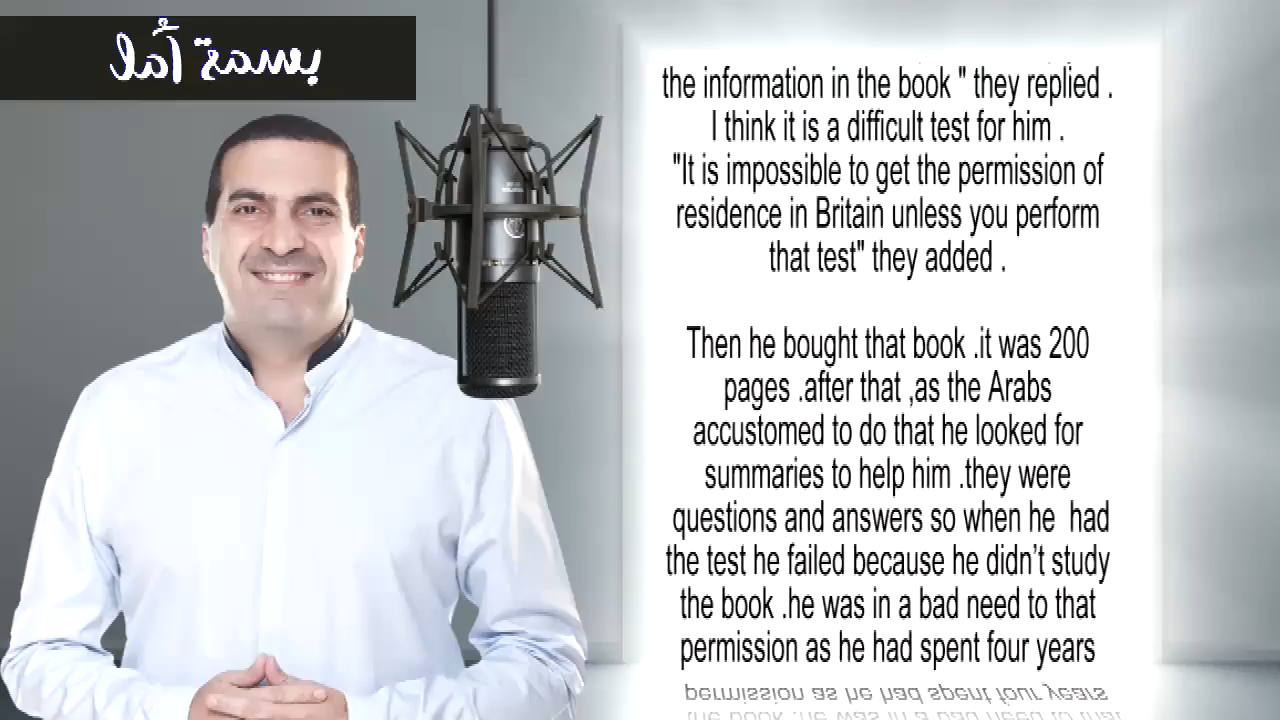 بسمة أمل
the information in the book " they replied .
I think it is a difficult test for him .
"It is impossible to get the permission of
residence in Britain unless you perform
that test" they added .
Then he bought that book .it was 200
pages .after that ,as the Arabs
accustomed to do that he looked for
summaries to help him .they were
questions and answers so when he  had
the test he failed because he didn’t study
the book .he was in a bad need to that
permission as he had spent four years